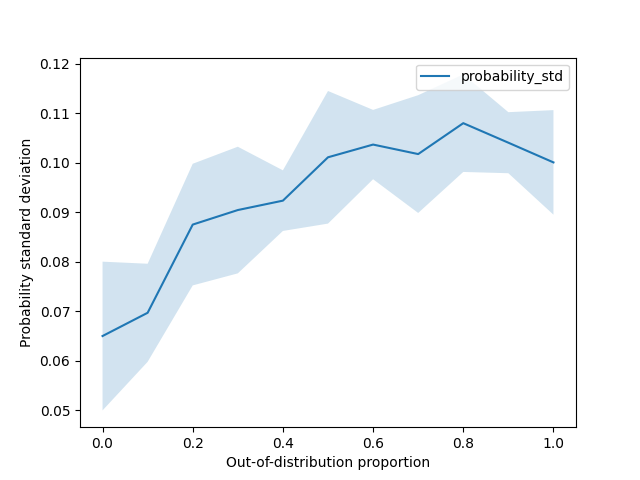 probability_std
0.12
0.11
0.10
0.09
0.08
0.07
0.06
0.05
Probability standard deviation
0.0 0.2 0.4 0.6 0.8 1.0
Out-of-distribution proportion